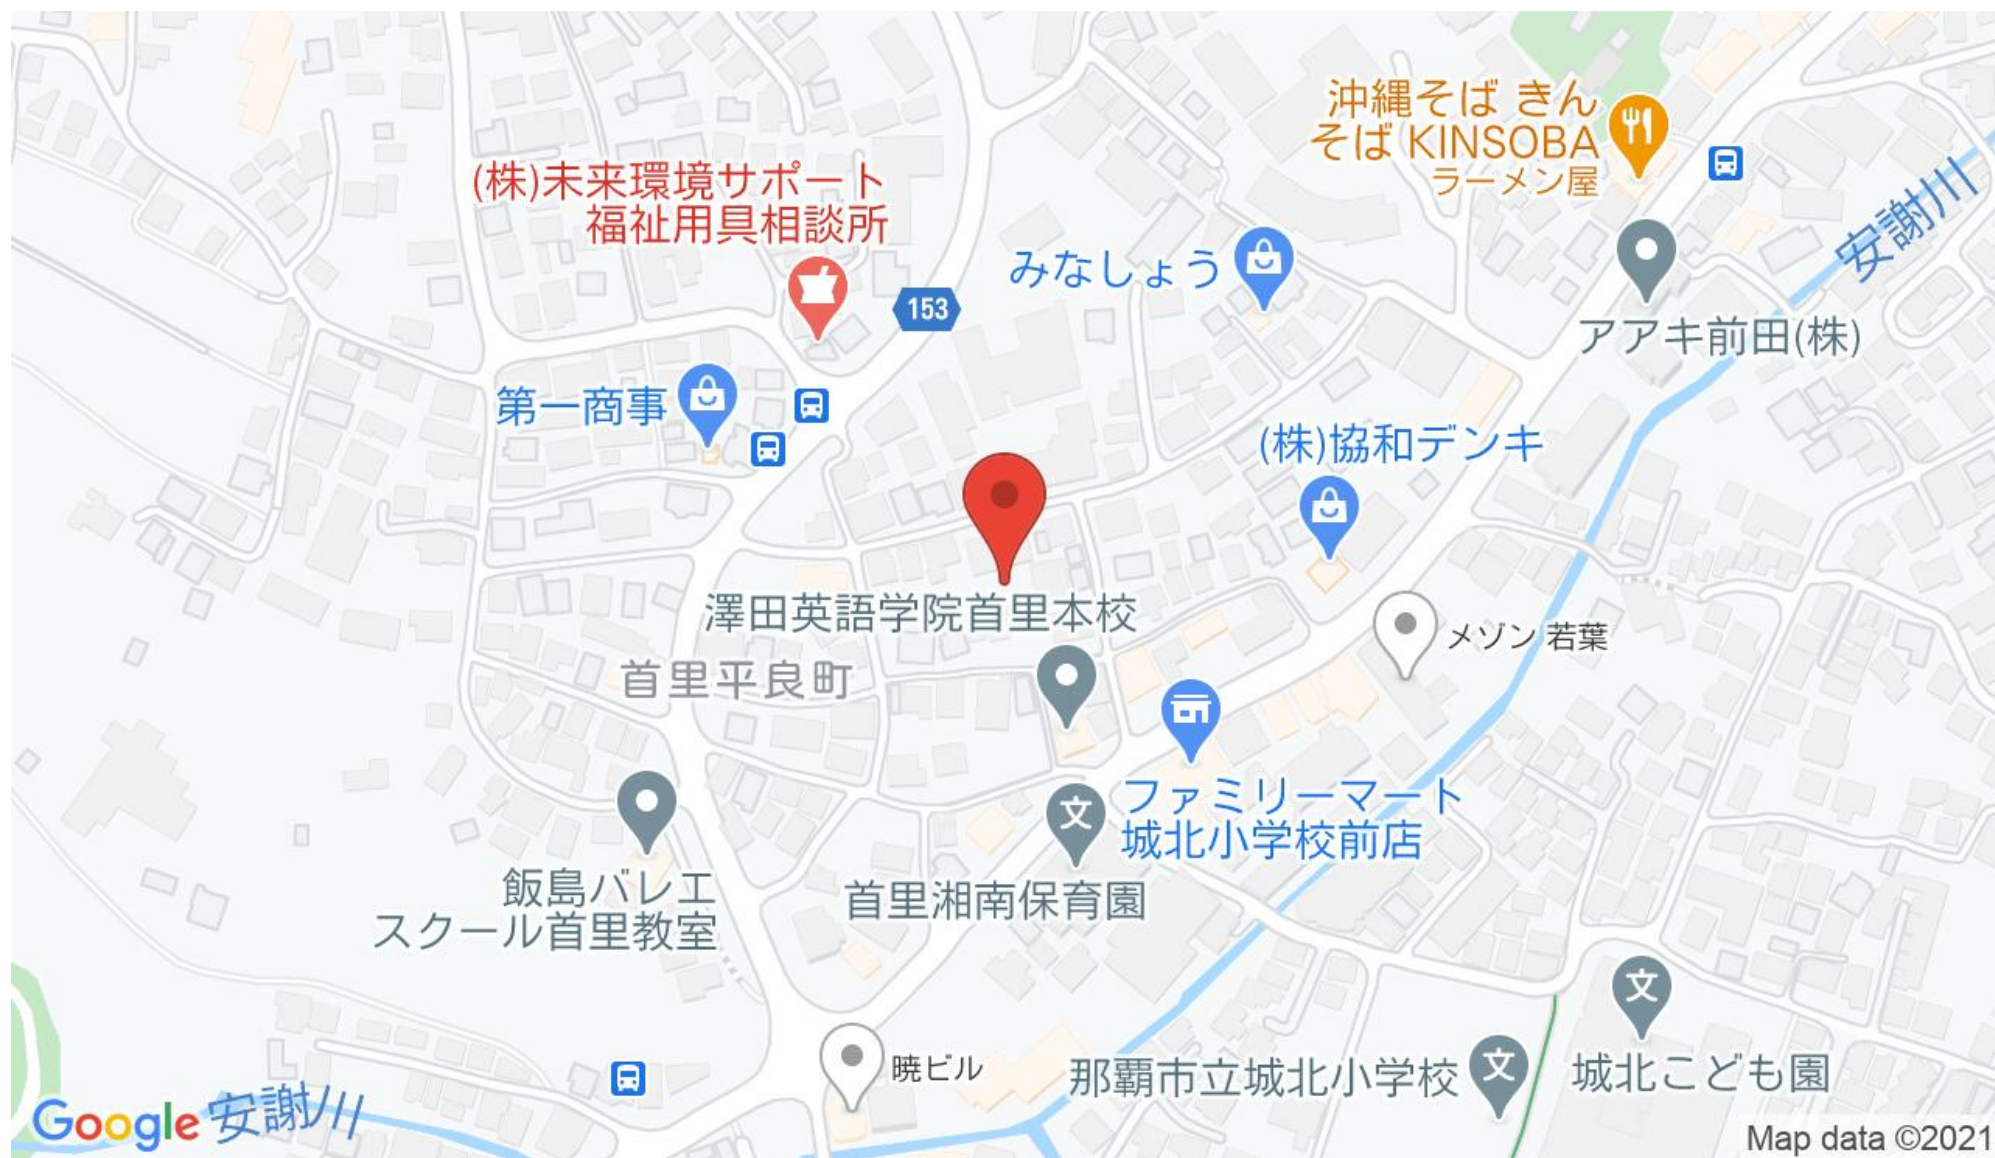 沖縄そば きん
そば KINSOBA
ラーメン屋
(株)未来環境サポート
福祉用具相談所
安謝川
みなしょう
153
アアキ前田(株)
第一商事
(株)協和デンキ
澤田英語学院首里本校
メゾン 若葉
首里平良町
ファミリーマート
城北小学校前店
文
飯島バレエ
スクール首里教室
首里湘南保育園
文
暁ビル
那覇市立城北小学校
文
城北こども園
Google
安謝川
Map data ©2021